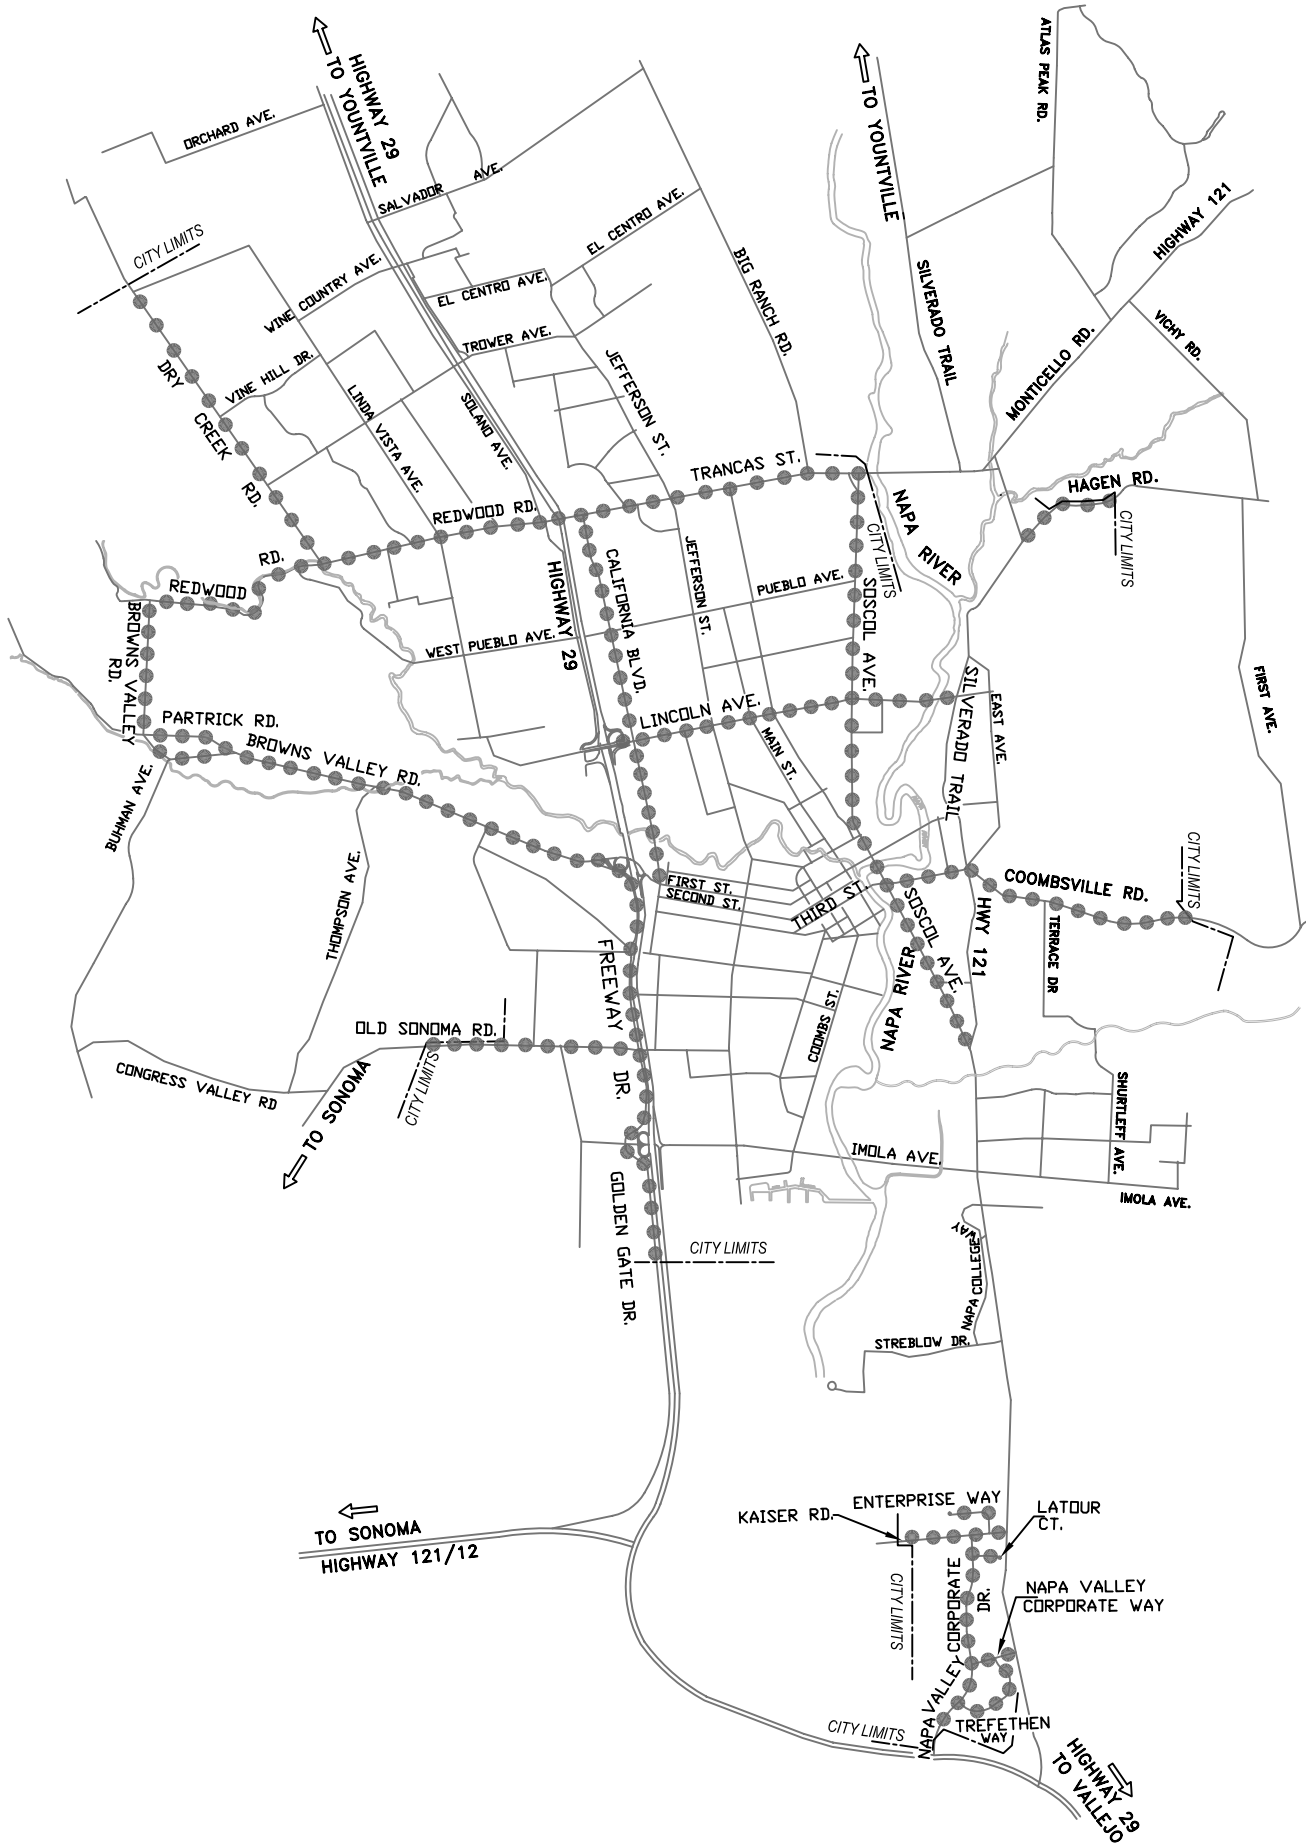 HIGHWAY 29
TO YOUNTVILLE
TO YOUNTVILLE
ATLAS PEAK RD.
ORCHARD AVE.
SALVADOR AVE.
EL CENTRO AVE.
HIGHWAY 121
CITY LIMITS
WINE COUNTRY AVE.
EL CENTRO AVE.
BIG RANCH RD.
SILVERADO TRAIL
VICHY RD.
MONTICELLO RD.
TROWER AVE.
VINE HILL DR.
DRY
CREEK
RD.
LINDA VISTA AVE.
SOLANO AVE.
JEFFERSON ST.
TRANCAS ST.
HAGEN RD.
REDWOOD RD.
NAPA
RIVER
CITY LIMITS
CITY LIMITS
RD.
REDWOOD
HIGHWAY 29
CALIFORNIA BLVD.
JEFFERSON ST.
PUEBLO AVE.
SOSCOL AVE.
BROWNS VALLEY
RD.
WEST PUEBLO AVE.
FIRST AVE.
PARTRICK RD.
BROWNS VALLEY RD.
LINCOLN AVE.
MAIN ST.
SILVERADO TRAIL
EAST AVE.
BUHMAN AVE.
THOMPSON AVE.
FIRST ST.
SECOND ST.
THIRD ST.
COOMBSVILLE RD.
CITY LIMITS
SOSCOL AVE.
HWY 121
TERRACE DR
FREEWAY
DR.
NAPA RIVER
COOMBS ST.
OLD SONOMA RD.
CITY LIMITS
CONGRESS VALLEY RD
TO SONOMA
SHURTLEFF AVE.
IMOLA AVE.
IMOLA AVE.
GOLDEN GATE DR.
CITY LIMITS
NAPA COLLEGE
WAY
STREBLOW DR.
TO SONOMA
HIGHWAY 121/12
ENTERPRISE WAY
KAISER RD.
LATOUR
CT.
CITY LIMITS
NAPA VALLEY CORPORATE
DR.
NAPA VALLEY
CORPORATE WAY
TREFETHEN
WAY
CITY LIMITS
HIGHWAY 29
TO VALLEJO